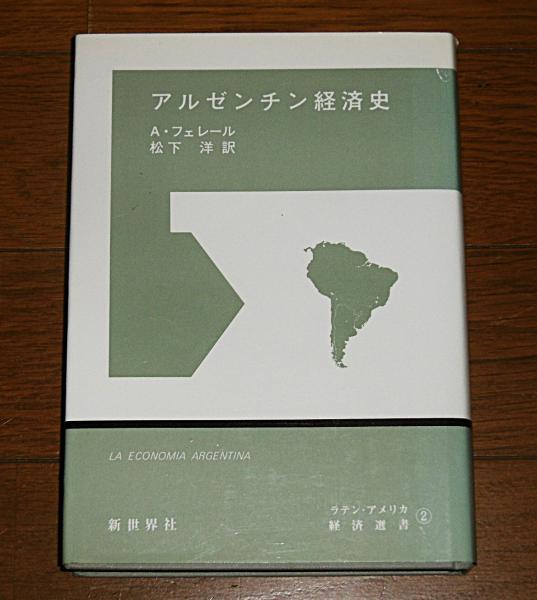 アルゼンチン経済史
A・フェレール
松下 洋 訳
LA ECONOMIA ARGENTINA
新世界社
ラテン・アメリカ
経済選書 ②